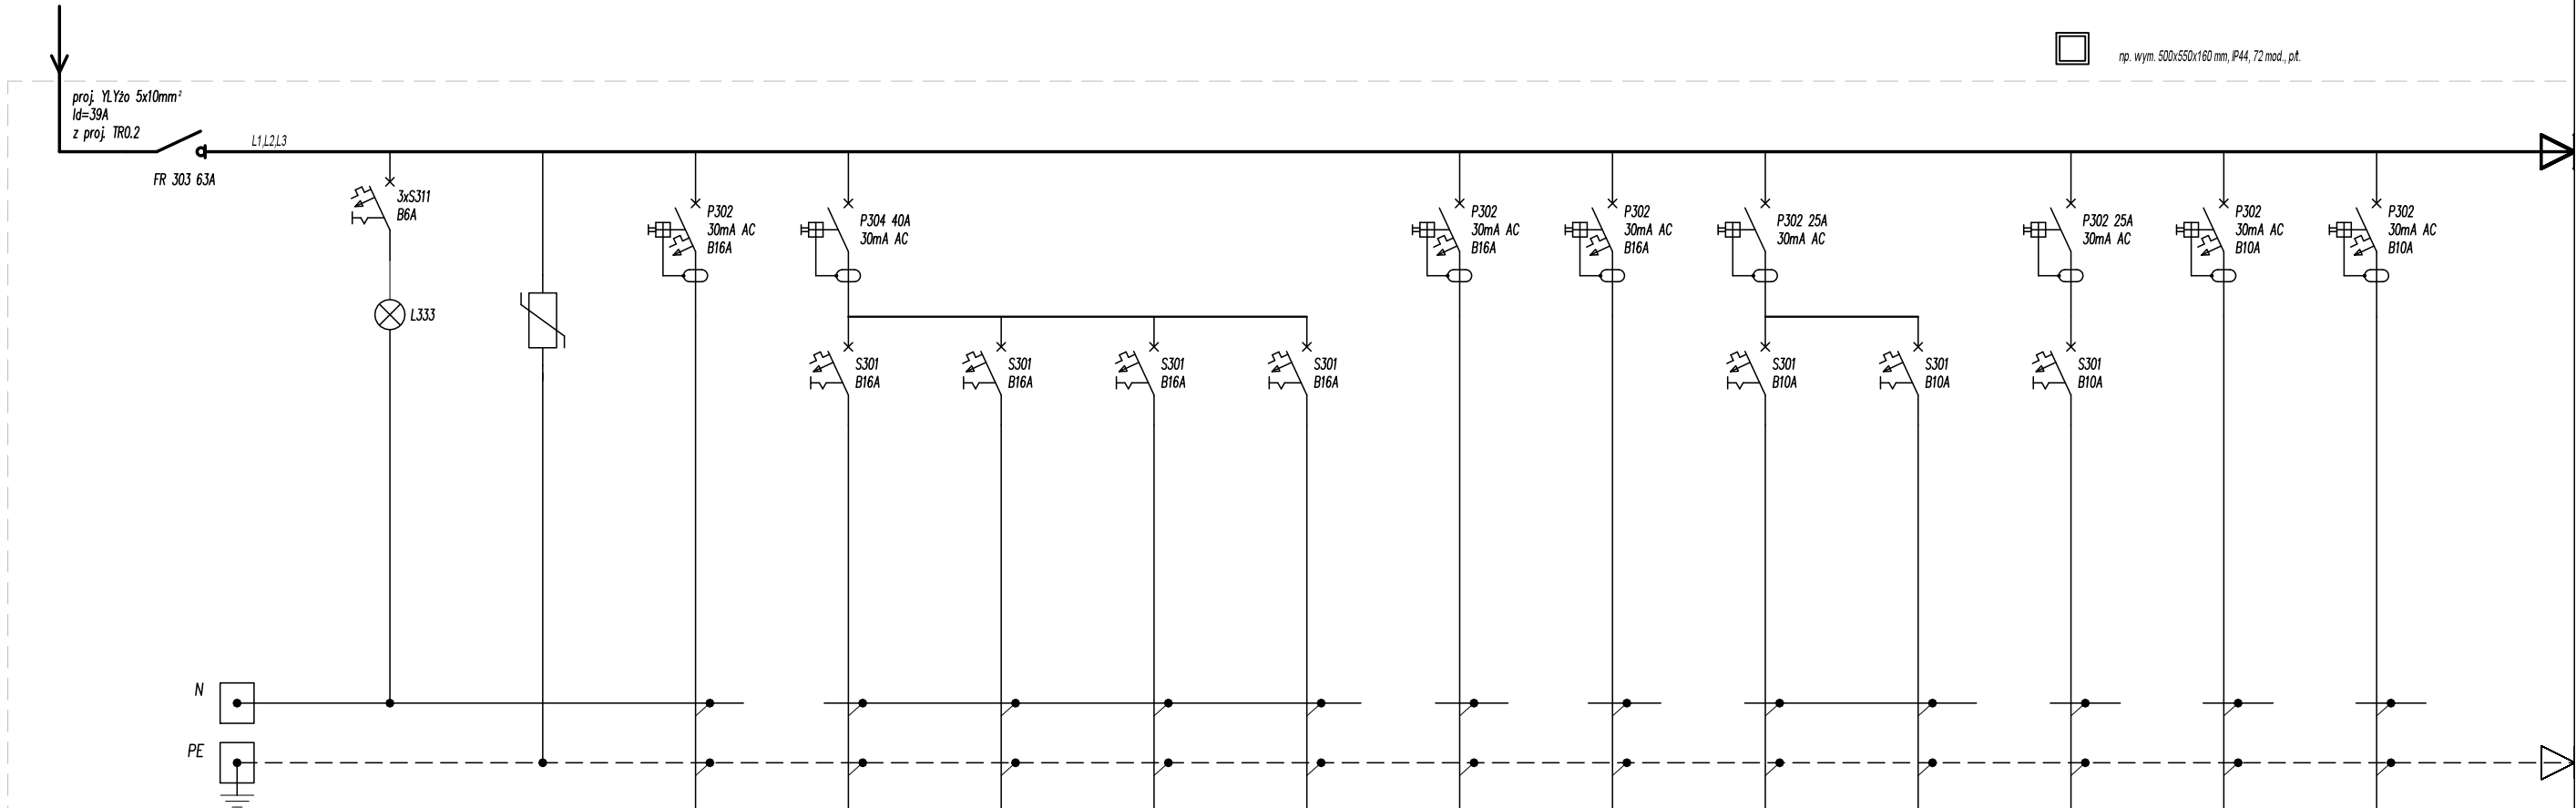 np. wym. 500x550x160 mm, IP44, 72 mod., p/t.
proj. YLYżo 5x10mm²
Id=39A
z proj. TR0.2
L1,L2,L3
FR 303 63A
3xS311
B6A
L333
P302
30mA AC
B16A
P304 40A
30mA AC
P302
30mA AC
B16A
P302
30mA AC
B16A
P302 25A
30mA AC
P302 25A
30mA AC
P302
30mA AC
B10A
P302
30mA AC
B10A
S301
B16A
S301
B16A
S301
B16A
S301
B16A
S301
B10A
S301
B10A
S301
B10A
N
PE